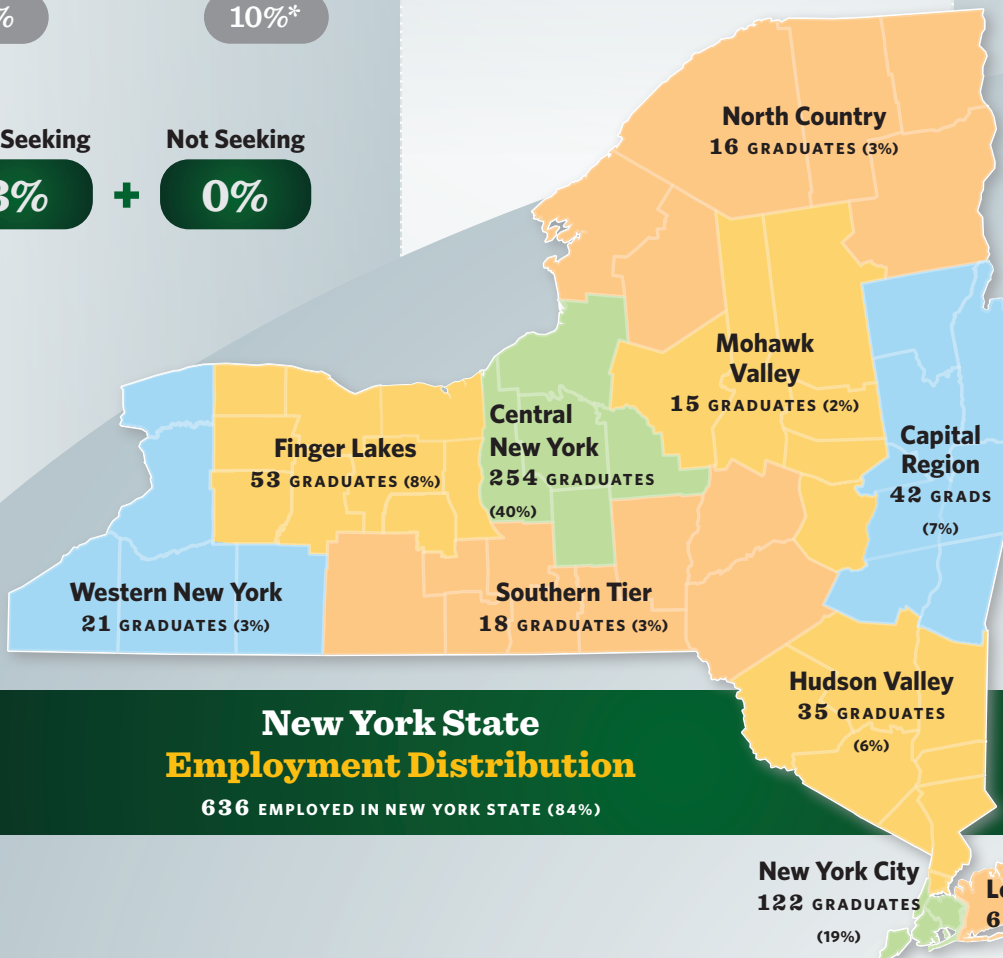 %
10%*
Seeking
Not Seeking
3%
+
0%
North Country
16 GRADUATES (3%)
Mohawk
Valley
15 GRADUATES (2%)
Central
New York
254 GRADUATES
(40%)
Finger Lakes
53 GRADUATES (8%)
Capital
Region
42 GRADS
(7%)
Western New York
21 GRADUATES (3%)
Southern Tier
18 GRADUATES (3%)
Hudson Valley
35 GRADUATES
(6%)
New York State
Employment Distribution
636 EMPLOYED IN NEW YORK STATE (84%)
New York City
122 GRADUATES
(19%)
6